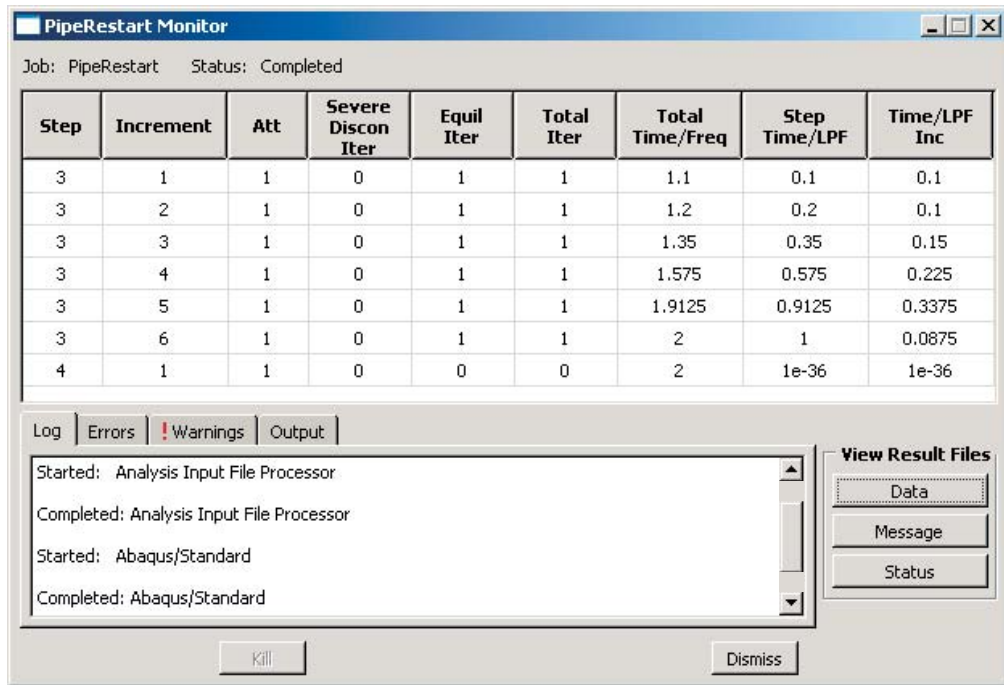 PipeRestart Monitor
Job: PipeRestart Status: Completed
Step Increment Att Severe Discon Iter Equil Iter Total Iter Total Time/Freq Step Time/LPF Time/LPF Inc
3 1 1 0 1 1 1.1 0.1 0.1
3 2 1 0 1 1 1.2 0.2 0.1
3 3 1 0 1 1 1.35 0.35 0.15
3 4 1 0 1 1 1.575 0.575 0.225
3 5 1 0 1 1 1.9125 0.9125 0.3375
3 6 1 0 1 1 2 1 0.0875
4 1 1 0 0 0 2 1e-36 1e-36
Log Errors ! Warnings Output
Started: Analysis Input File Processor
Completed: Analysis Input File Processor
Started: Abaqus/Standard
Completed: Abaqus/Standard
View Result Files
Data
Message
Status
Kill Dismiss